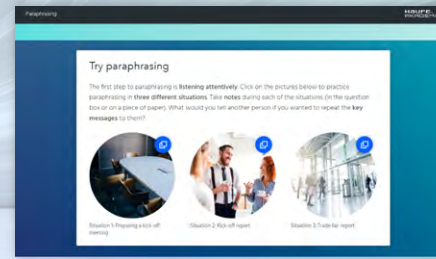 Paraphrasing
HAUFE.
AKADEMIE
Try paraphrasing
The first step to paraphrasing is listening attentively. Click on the pictures below to practice
paraphrasing in three different situations. Take notes during each of the situations (in the question
box or on a piece of paper). What would you tell another person if you wanted to repeat the key
messages to them?
Situation 1: Preparing a kick-off
meeting
Situation 2: Kick-off report
Situation 3: Trade fair report